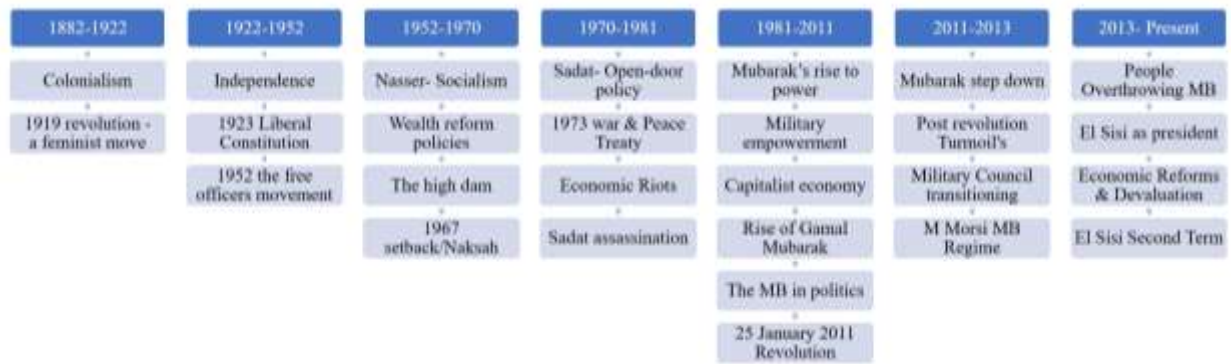 1882-1922
Colonialism
1919 revolution -
a feminist move
1922-1952
Independence
1923 Liberal
Constitution
1952 the free
officers movement
1952-1970
Nasser- Socialism
Wealth reform
policies
The high dam
1967
setback/Naksah
1970-1981
Sadat- Open-door
policy
1973 war & Peace
Treaty
Economic Riots
Sadat assassination
1981-2011
Mubarak's rise to
power
Military
empowerment
Capitalist economy
Rise of Gamal
Mubarak
The MB in politics
25 January 2011
Revolution
2011-2013
Mubarak step down
Post revolution
Turmoil's
Military Council
transitioning
M Morsi MB
Regime
2013- Present
People
Overthrowing MB
El Sisi as president
Economic Reforms
& Devaluation
El Sisi Second Term